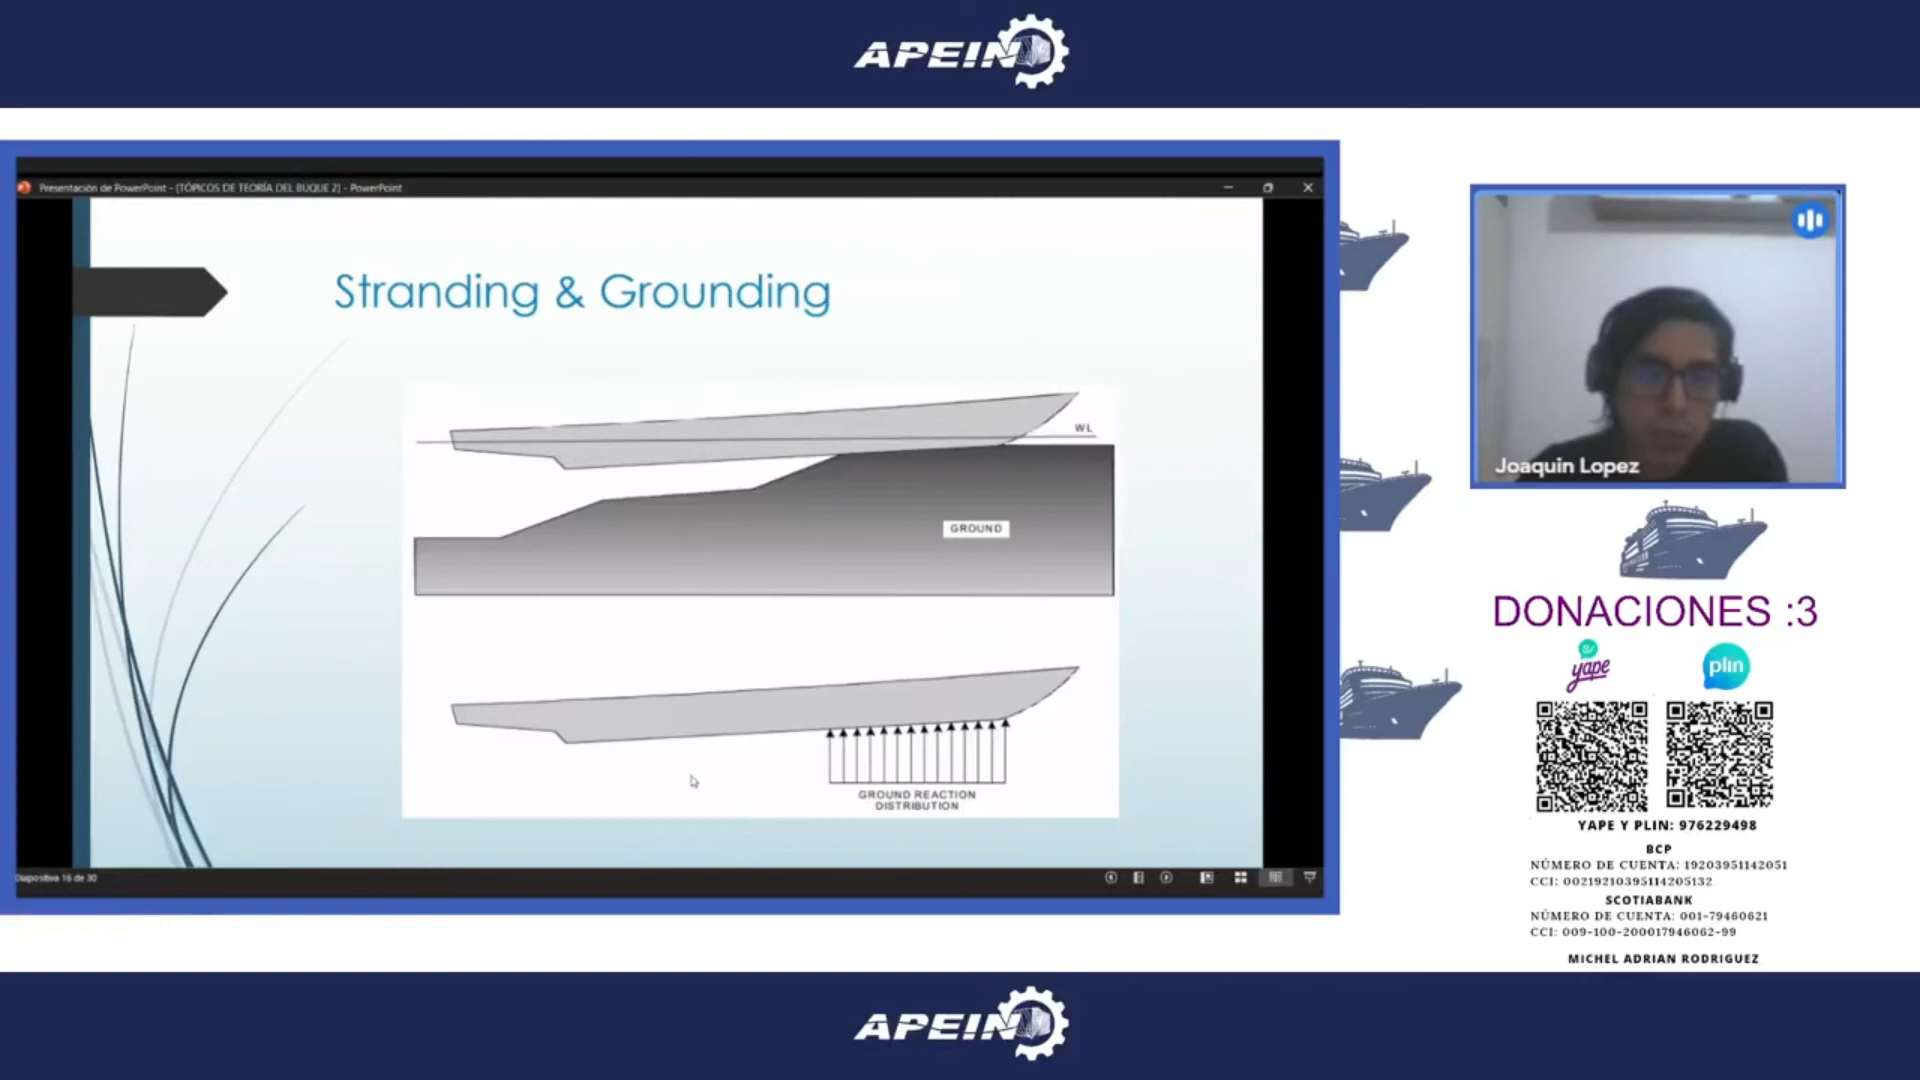 APEIN
Presentación de PowerPoint - [TÓPICOS DE TEORÍA DEL BUQUE 2] - PowerPoint
Stranding & Grounding
WL
GROUND
GROUND REACTION
DISTRIBUTION
Diapositiva 16 de 30
Joaquin Lopez
DONACIONES :3
S/
yape
plin
YAPE Y PLIN: 976229498
BCP
NÚMERO DE CUENTA: 19203951142051
CCI: 00219210395114205132
SCOTIABANK
NÚMERO DE CUENTA: 001-79460621
CCI: 009-100-200017946062-99
MICHEL ADRIAN RODRIGUEZ
APEIN